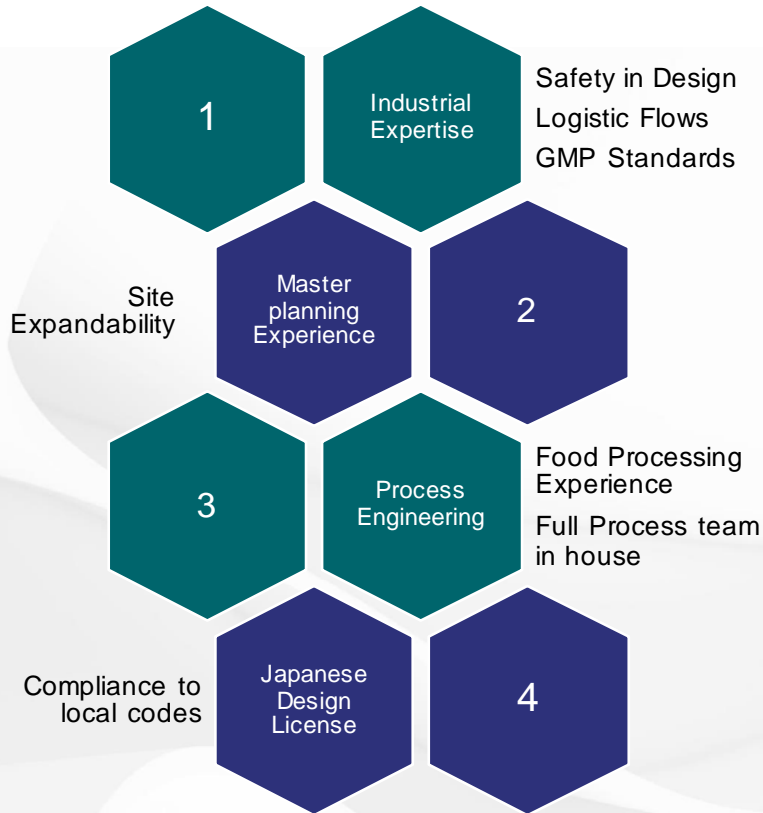 1
Industrial
Expertise
Safety in Design
Logistic Flows
GMP Standards
Site
Expandability
Master
planning
Experience
2
3
Process
Engineering
Food Processing
Experience
Full Process team
in house
Compliance to
local codes
Japanese
Design
License
4